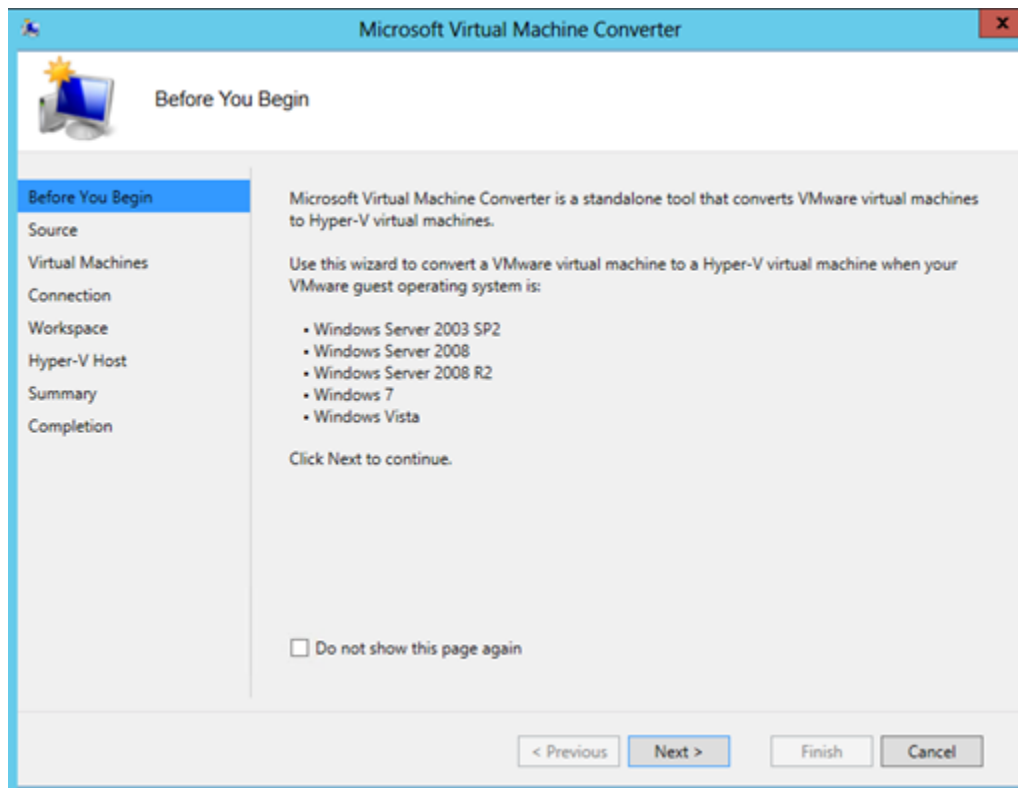 Microsoft Virtual Machine Converter
x
Before You Begin
Before You Begin
Source
Virtual Machines
Connection
Workspace
Hyper-V Host
Summary
Completion
Microsoft Virtual Machine Converter is a standalone tool that converts VMware virtual machines
to Hyper-V virtual machines.
Use this wizard to convert a VMware virtual machine to a Hyper-V virtual machine when your
VMware guest operating system is:
• Windows Server 2003 SP2
• Windows Server 2008
• Windows Server 2008 R2
• Windows 7
• Windows Vista
Click Next to continue.
Do not show this page again
< Previous Next > Finish Cancel